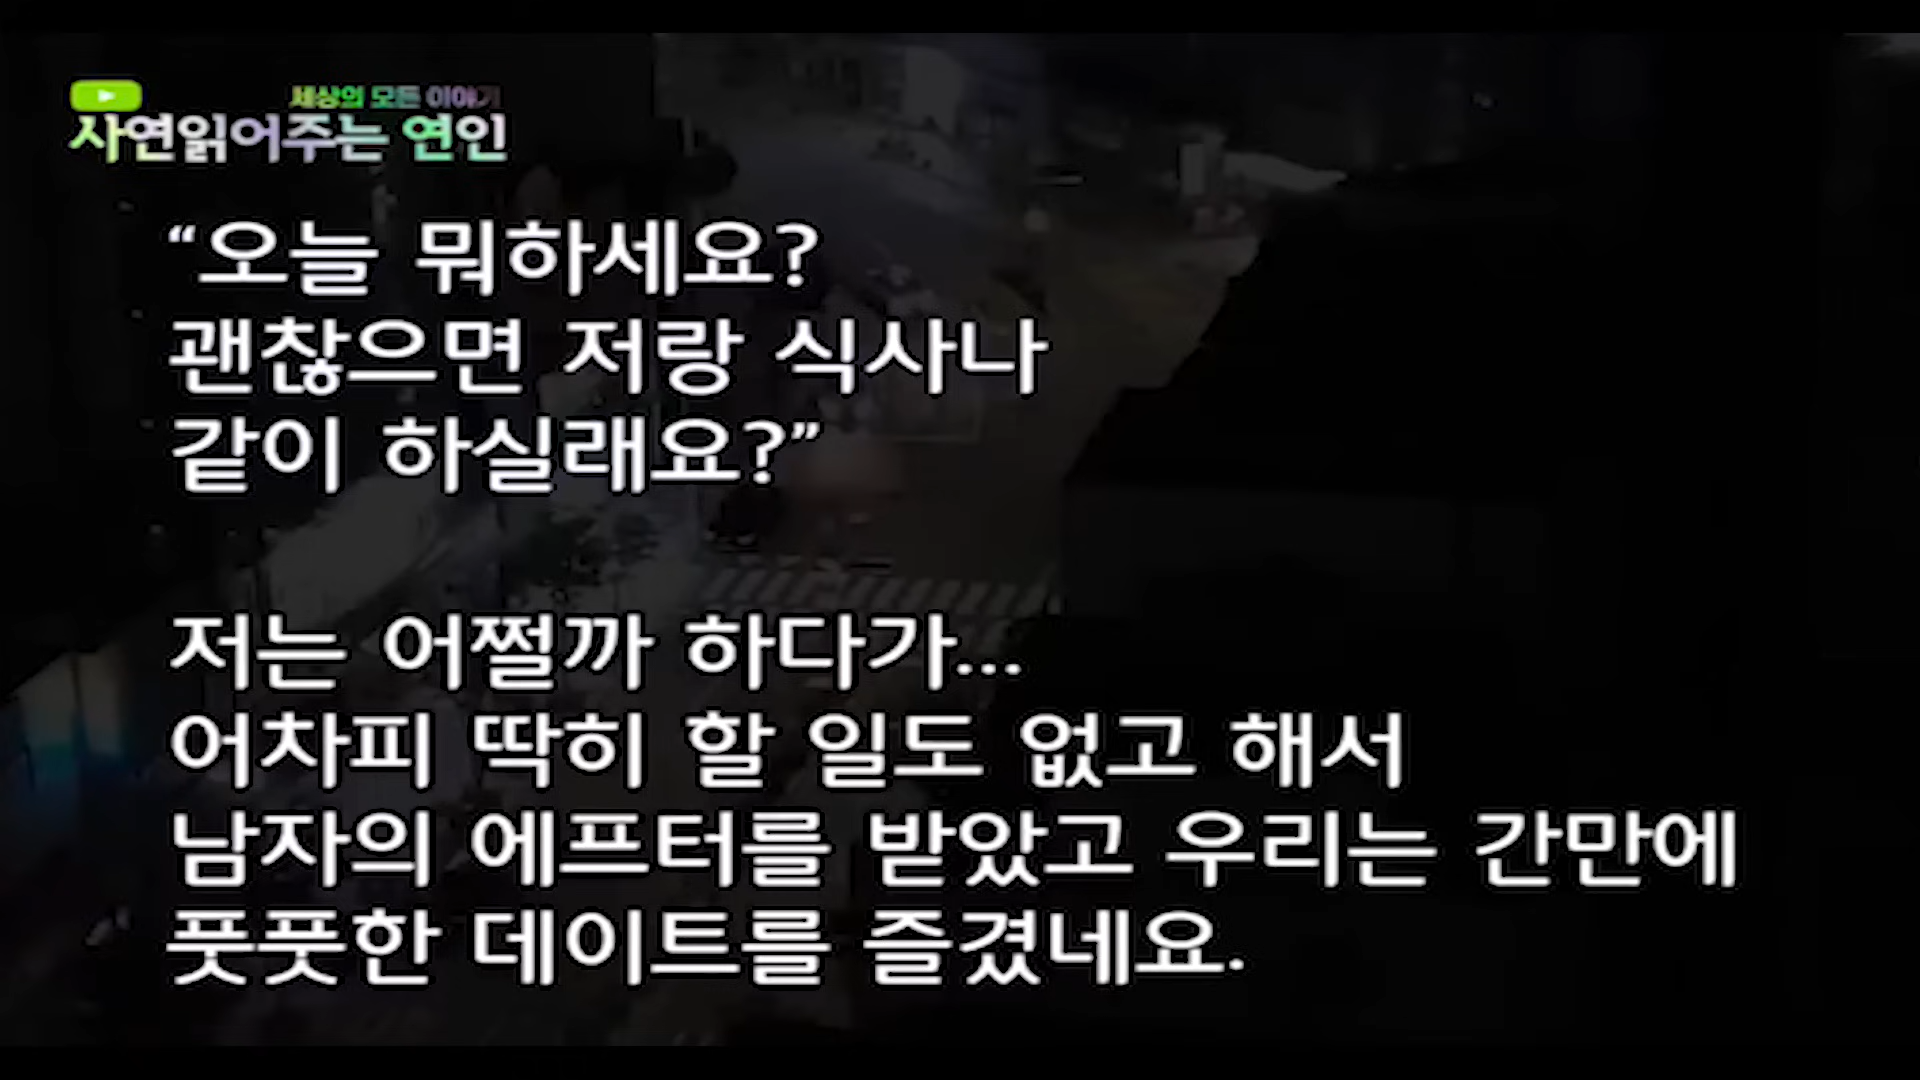 세상의 모든 이야기
사연읽어주는 연인
“오늘 뭐하세요?
괜찮으면 저랑 식사나
같이 하실래요?”
저는 어쩔까 하다가...
어차피 딱히 할 일도 없고 해서
남자의 에프터를 받았고 우리는 간만에
풋풋한 데이트를 즐겼네요.